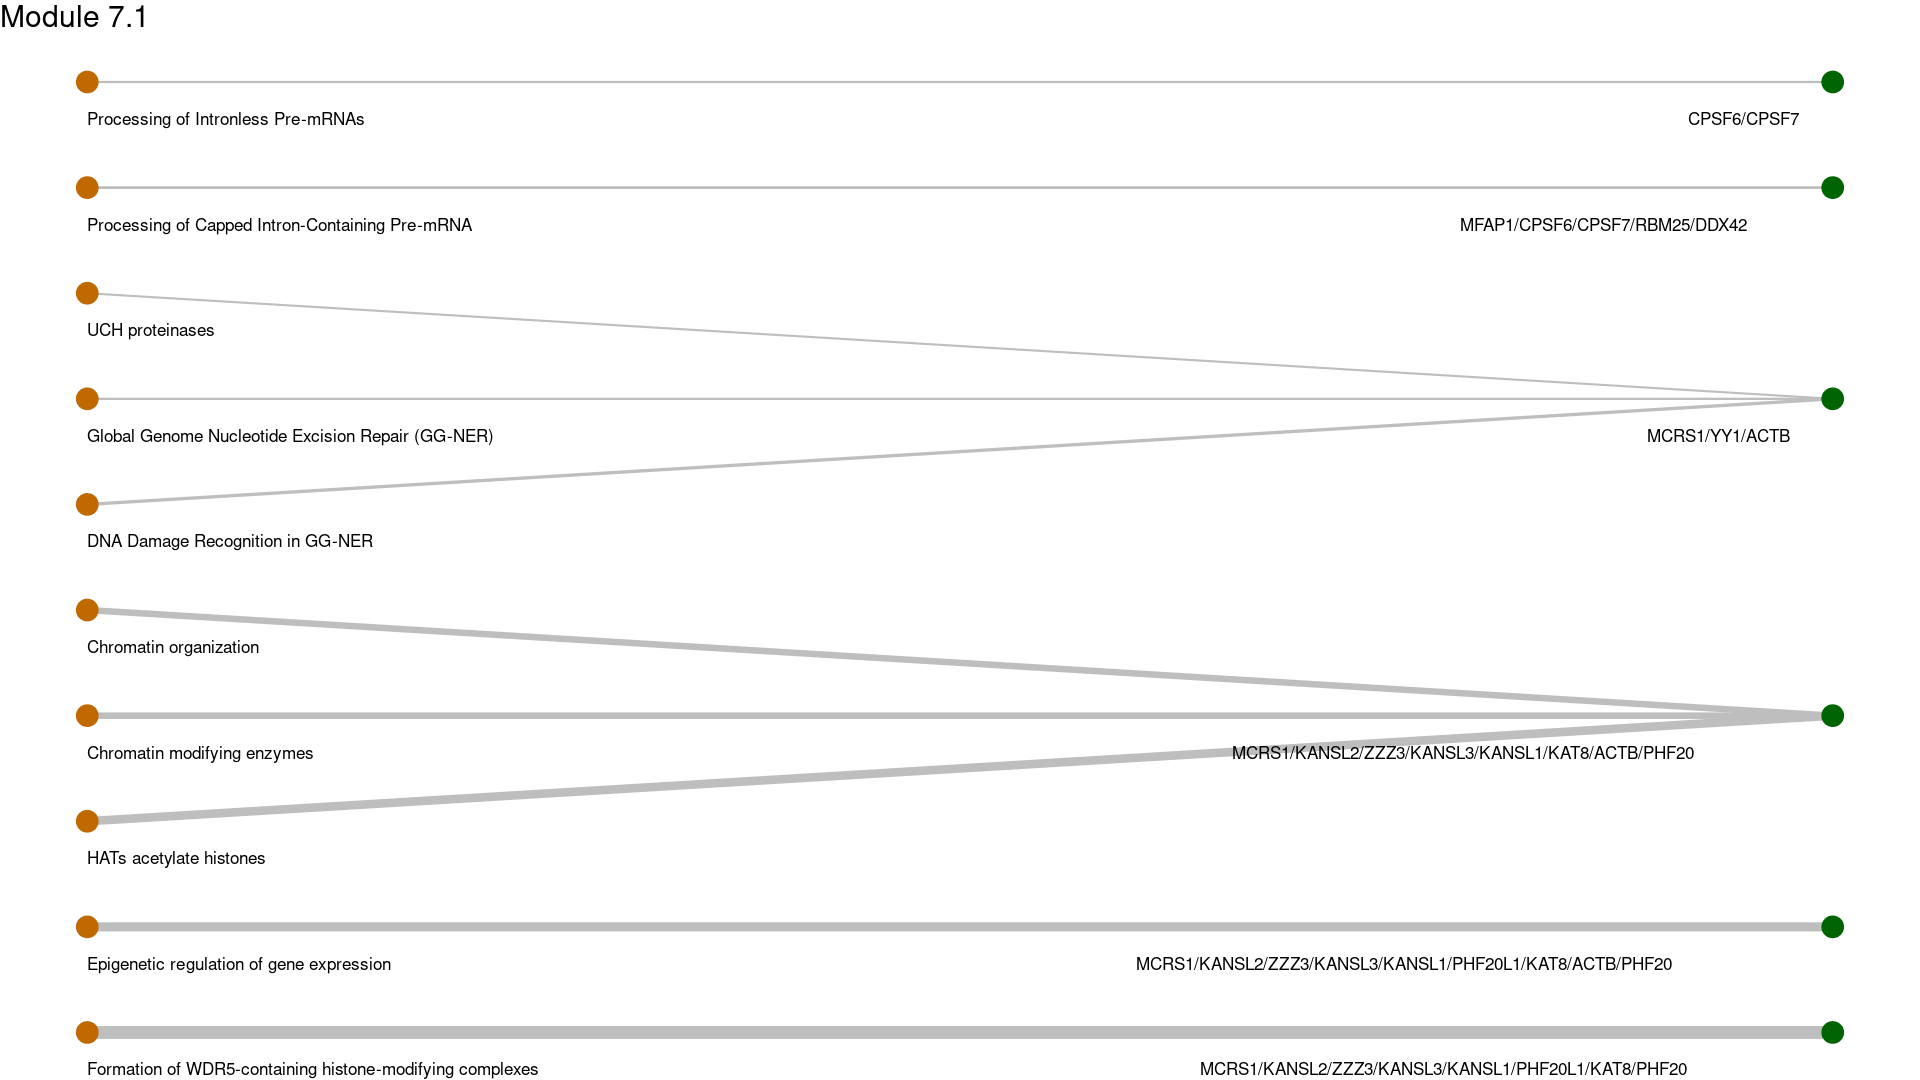 Module 7.1
Processing of Intronless Pre-mRNAs
CPSF6/CPSF7
Processing of Capped Intron-Containing Pre-mRNA
MFAP1/CPSF6/CPSF7/RBM25/DDX42
UCH proteinases
Global Genome Nucleotide Excision Repair (GG-NER)
MCRS1/YY1/ACTB
DNA Damage Recognition in GG-NER
Chromatin organization
Chromatin modifying enzymes
MCRS1/KANSL2/ZZZ3/KANSL3/KANSL1/KAT8/ACTB/PHF20
HATs acetylate histones
Epigenetic regulation of gene expression
MCRS1/KANSL2/ZZZ3/KANSL3/KANSL1/PHF20L1/KAT8/ACTB/PHF20
Formation of WDR5-containing histone-modifying complexes
MCRS1/KANSL2/ZZZ3/KANSL3/KANSL1/PHF20L1/KAT8/PHF20